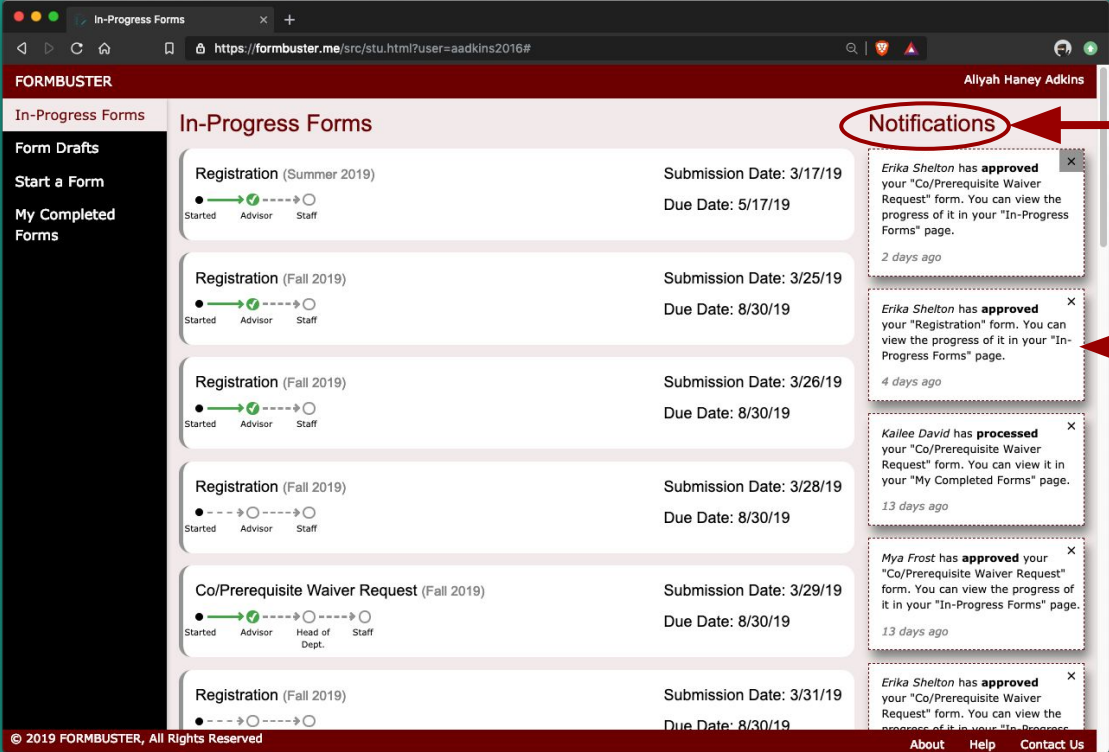 In-Progress Forms
https://formbuster.me/src/stu.html?user=aadkins2016#
FORMBUSTER
Aliyah Haney Adkins
In-Progress Forms
Form Drafts
Start a Form
My Completed
Forms
In-Progress Forms
Registration (Summer 2019)
Started Advisor Staff
Submission Date: 3/17/19
Due Date: 5/17/19
Registration (Fall 2019)
Started Advisor Staff
Submission Date: 3/25/19
Due Date: 8/30/19
Registration (Fall 2019)
Started Advisor Staff
Submission Date: 3/26/19
Due Date: 8/30/19
Registration (Fall 2019)
Started Advisor Staff
Submission Date: 3/28/19
Due Date: 8/30/19
Co/Prerequisite Waiver Request (Fall 2019)
Started Advisor Head of Staff
Dept.
Submission Date: 3/29/19
Due Date: 8/30/19
Registration (Fall 2019)
Submission Date: 3/31/19
Due Date: 8/30/19
Notifications
Erika Shelton has approved
your "Co/Prerequisite Waiver
Request" form. You can view the
progress of it in your "In-Progress
Forms" page.
2 days ago
Erika Shelton has approved
your "Registration" form. You can
view the progress of it in your "In-
Progress Forms" page.
4 days ago
Kailee David has processed
your "Co/Prerequisite Waiver
Request" form. You can view it in
your "My Completed Forms" page.
13 days ago
Mya Frost has approved your
"Co/Prerequisite Waiver Request"
form. You can view the progress of
it in your "In-Progress Forms" page.
13 days ago
Erika Shelton has approved
your "Co/Prerequisite Waiver
Request" form. You can view the
progress of it in your "In-Progress
© 2019 FORMBUSTER, All Rights Reserved
About Help Contact Us